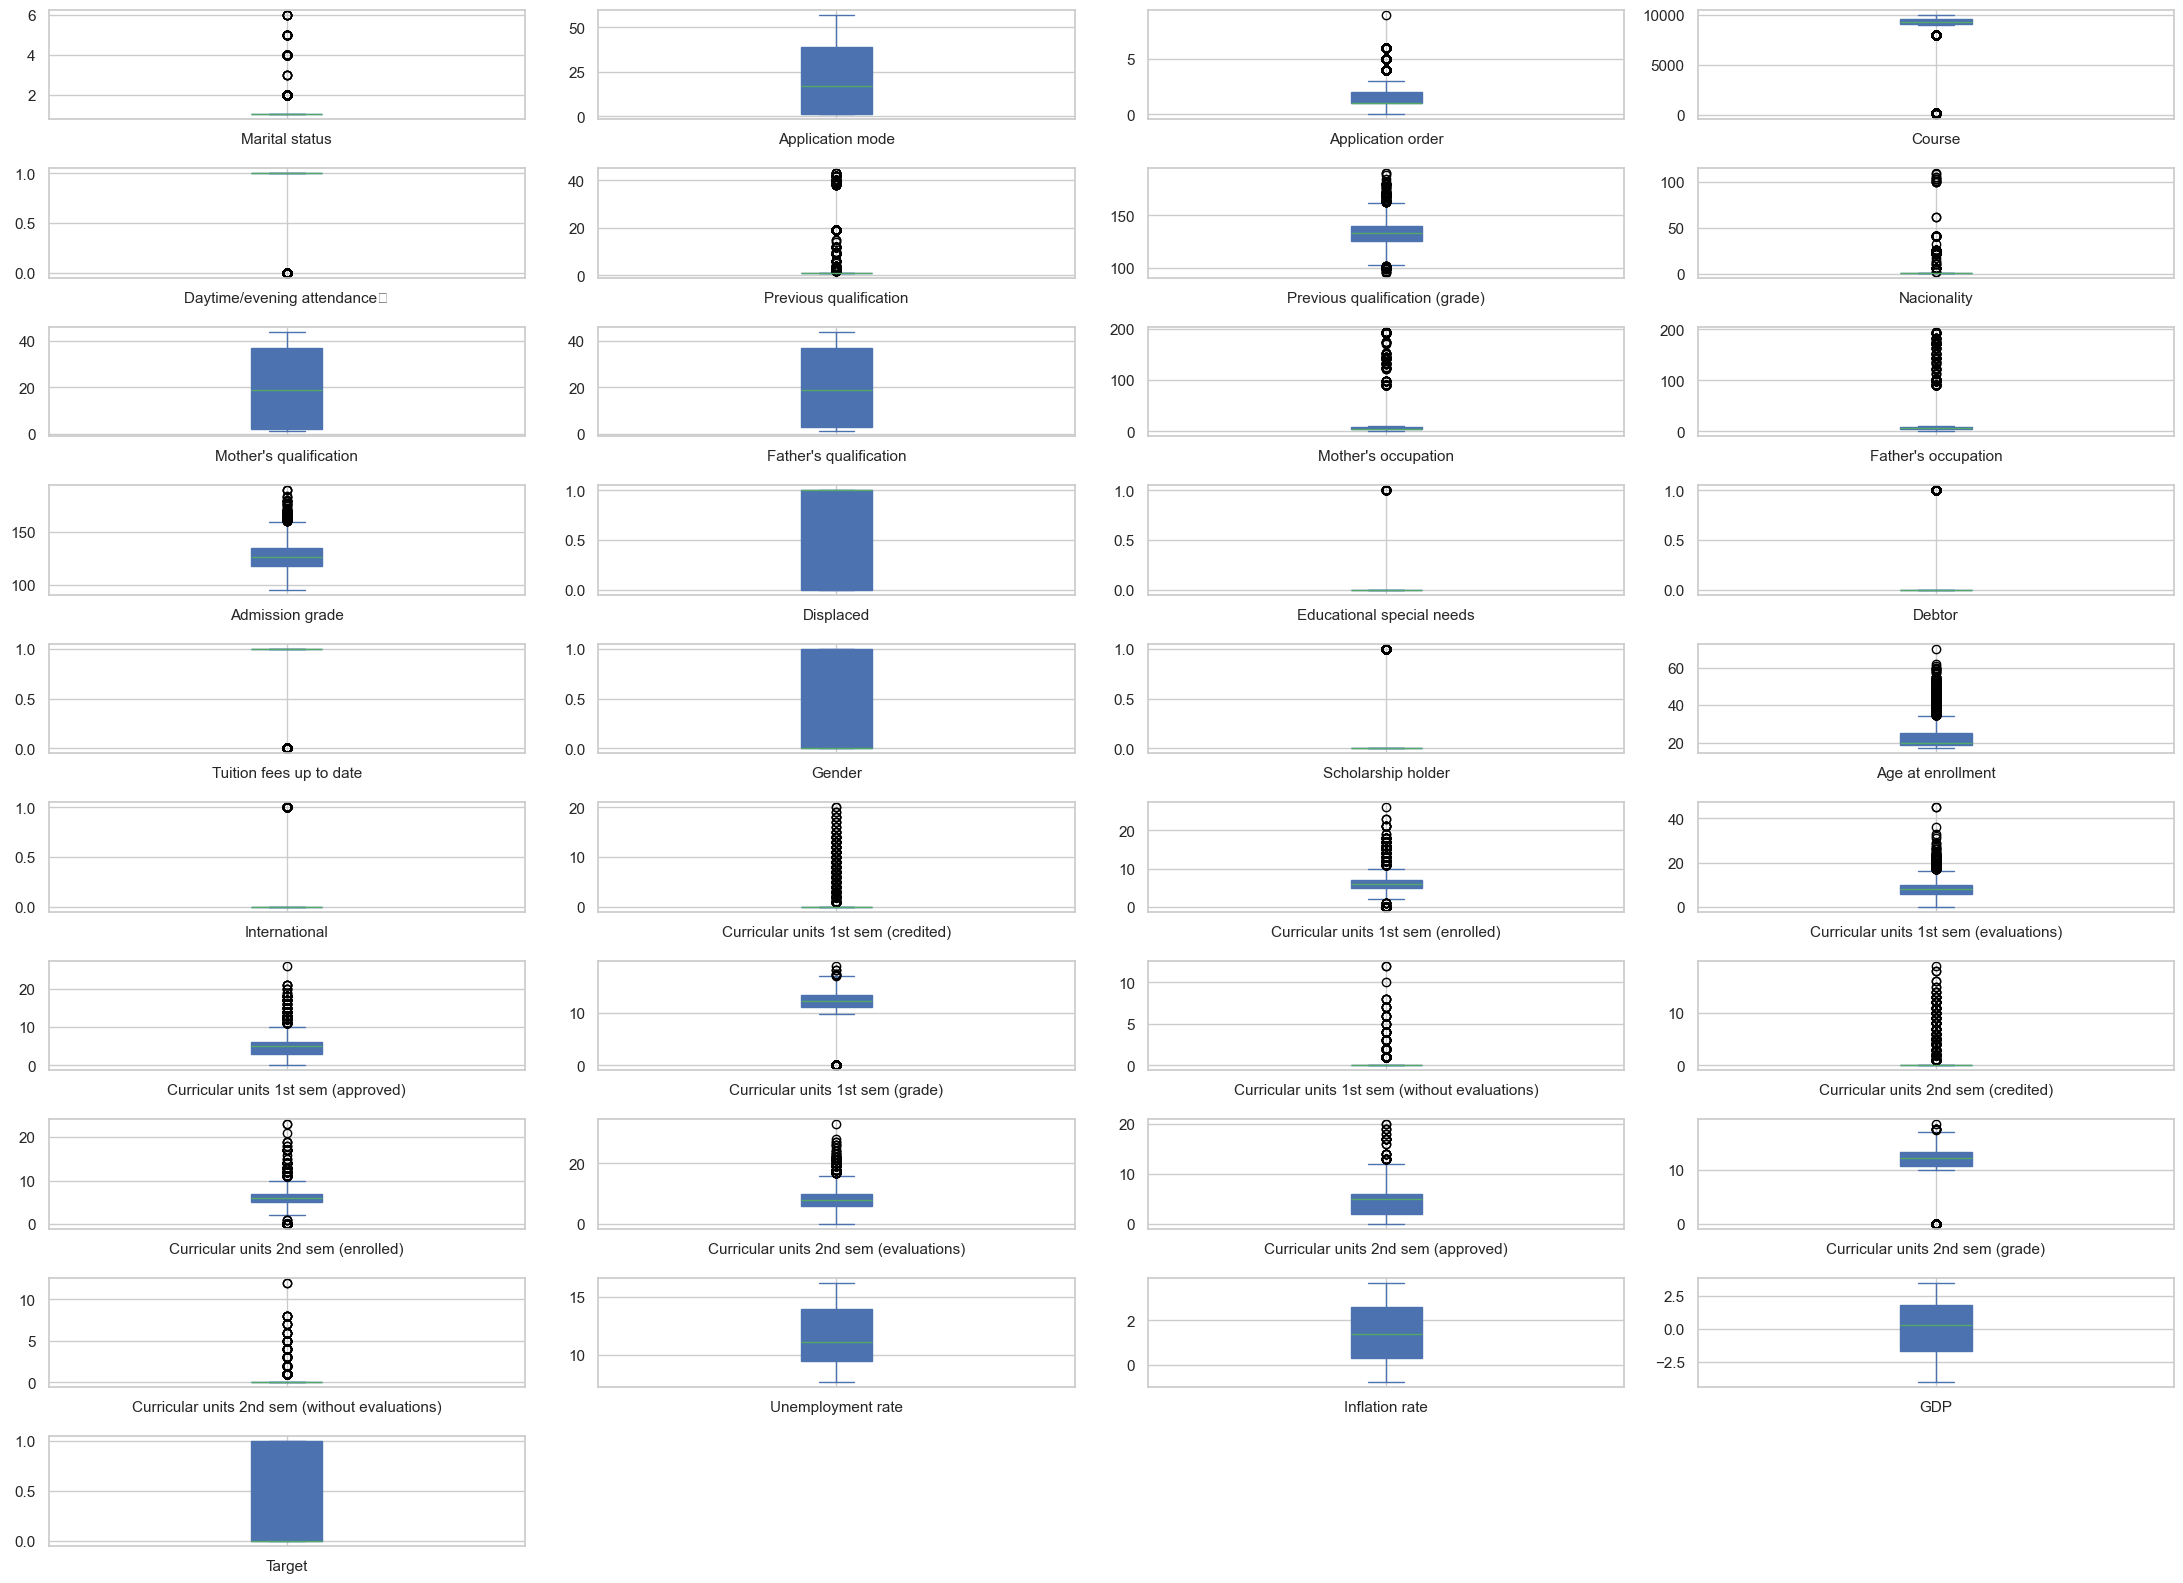 6
4
2
Marital status
50
25
0
Application mode
5
0
Application order
10000
5000
0
Course
1.0
0.5
0.0
Daytime/evening attendance
40
20
0
Previous qualification
150
100
Previous qualification (grade)
100
50
0
Nacionality
40
20
0
Mother's qualification
40
20
0
Father's qualification
200
100
0
Mother's occupation
200
100
0
Father's occupation
150
100
Admission grade
1.0
0.5
0.0
Displaced
1.0
0.5
0.0
Educational special needs
1.0
0.5
0.0
Debtor
1.0
0.5
0.0
Tuition fees up to date
1.0
0.5
0.0
Gender
1.0
0.5
0.0
Scholarship holder
60
40
20
Age at enrollment
1.0
0.5
0.0
International
20
10
0
Curricular units 1st sem (credited)
20
10
0
Curricular units 1st sem (enrolled)
40
20
0
Curricular units 1st sem (evaluations)
20
10
0
Curricular units 1st sem (approved)
10
0
Curricular units 1st sem (grade)
10
5
0
Curricular units 1st sem (without evaluations)
10
0
Curricular units 2nd sem (credited)
20
10
0
Curricular units 2nd sem (enrolled)
20
0
Curricular units 2nd sem (evaluations)
20
10
0
Curricular units 2nd sem (approved)
10
0
Curricular units 2nd sem (grade)
10
5
0
Curricular units 2nd sem (without evaluations)
15
10
Unemployment rate
2
0
Inflation rate
2.5
0.0
−2.5
GDP
1.0
0.5
0.0
Target